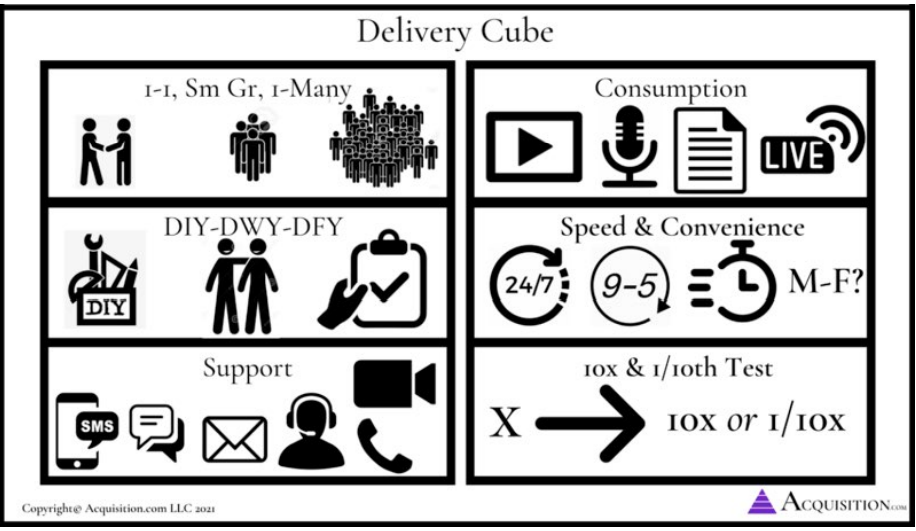 Delivery Cube
1-1, Sm Gr, 1-Many
Consumption
LIVE
DIY-DWY-DFY
DIY
Speed & Convenience
24/7
9-5
M-F?
Support
SMS
10x & 1/10th Test
X
10x or 1/10x
Copyright@ Acquisition.com LLC 2021
ACQUISITION.COM